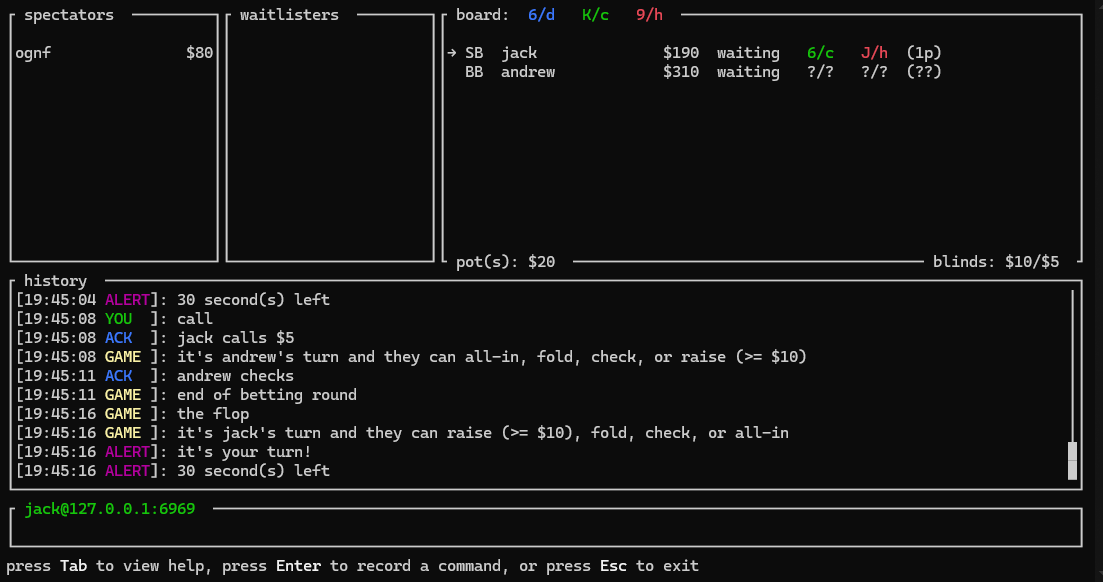 spectators
ognf $80
waitlisters
board: 6/d K/c 9/h
→ SB jack $190 waiting 6/c J/h (1p)
BB andrew $310 waiting ?/? ?/? (??)
pot(s): $20
blinds: $10/$5
history
[19:45:04 ALERT]: 30 second(s) left
[19:45:08 YOU  ]: call
[19:45:08 ACK  ]: jack calls $5
[19:45:08 GAME ]: it's andrew's turn and they can all-in, fold, check, or raise (>= $10)
[19:45:11 ACK  ]: andrew checks
[19:45:11 GAME ]: end of betting round
[19:45:16 GAME ]: the flop
[19:45:16 GAME ]: it's jack's turn and they can raise (>= $10), fold, check, or all-in
[19:45:16 ALERT]: it's your turn!
[19:45:16 ALERT]: 30 second(s) left
jack@127.0.0.1:6969
press Tab to view help, press Enter to record a command, or press Esc to exit